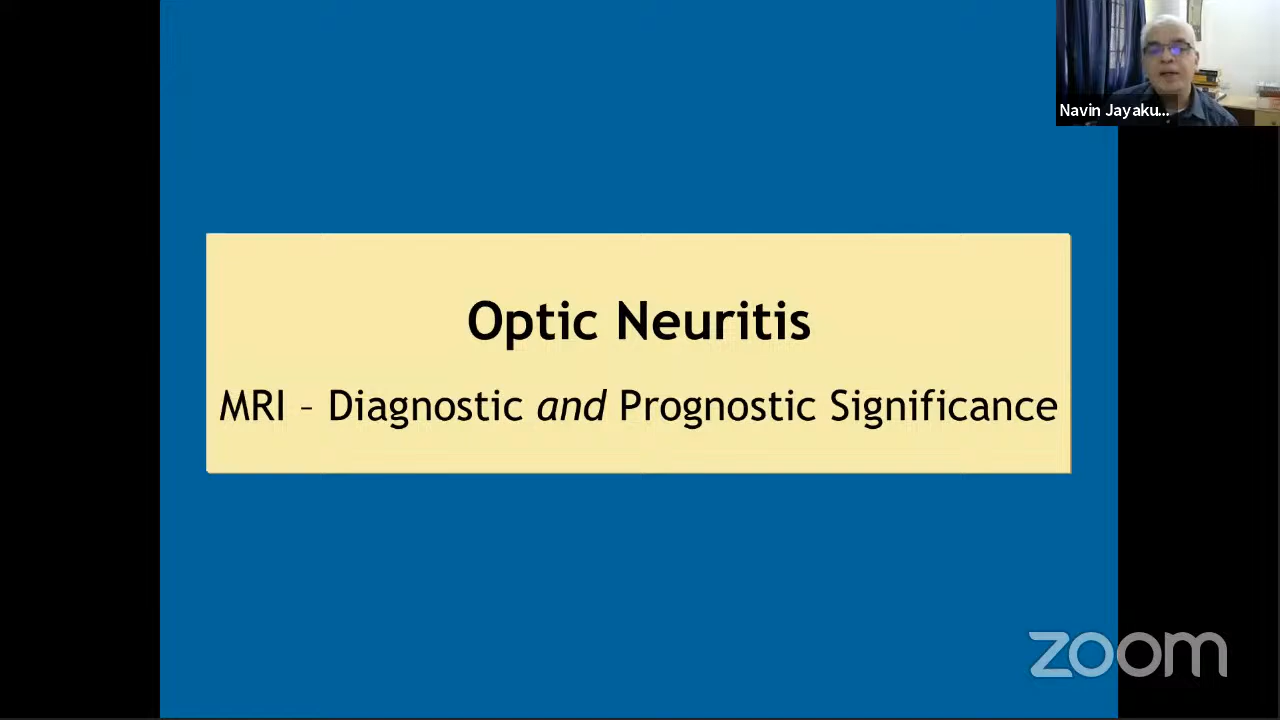 Navin Jayaku...
Optic Neuritis
MRI – Diagnostic and Prognostic Significance
zoom